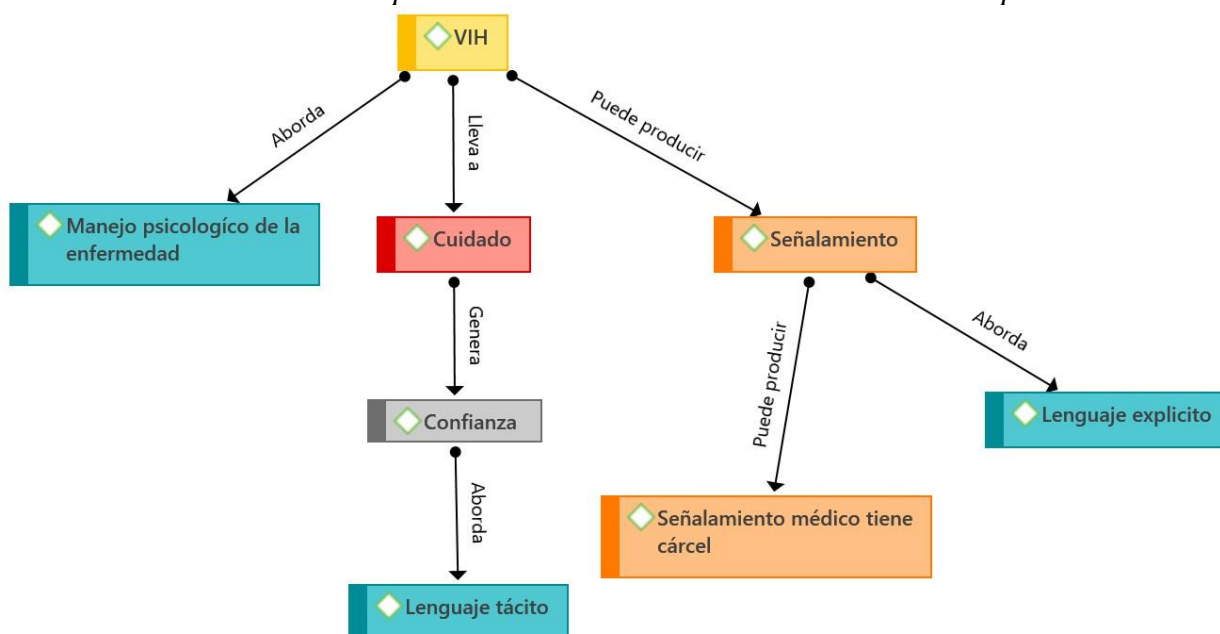 VIH
Aborda
Lleva a
Puede producir
Manejo psicologíco de la
enfermedad
Cuidado
Señalamiento
Genera
Puede producir
Aborda
Confianza
Lenguaje explicito
Aborda
Señalamiento médico tiene
cárcel
Lenguaje tácito